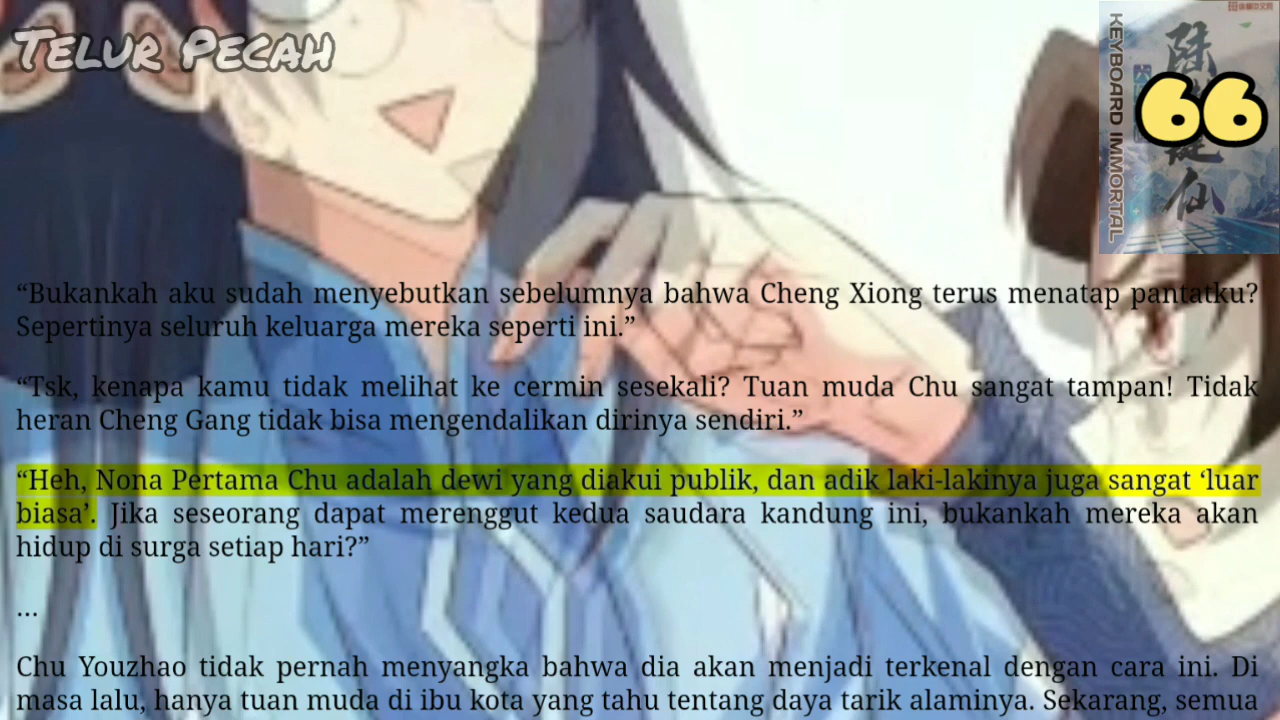 Telur Pecah
KEYBOARD IMMORTAL
66
“Bukankah aku sudah menyebutkan sebelumnya bahwa Cheng Xiong terus menatap pantatku?
Sepertinya seluruh keluarga mereka seperti ini.”
“Tsk, kenapa kamu tidak melihat ke cermin sesekali? Tuan muda Chu sangat tampan! Tidak
heran Cheng Gang tidak bisa mengendalikan dirinya sendiri.”
“Heh, Nona Pertama Chu adalah dewi yang diakui publik, dan adik laki-lakinya juga sangat ‘luar
biasa’. Jika seseorang dapat merenggut kedua saudara kandung ini, bukankah mereka akan
hidup di surga setiap hari?”
…
Chu Youzhao tidak pernah menyangka bahwa dia akan menjadi terkenal dengan cara ini. Di
masa lalu, hanya tuan muda di ibu kota yang tahu tentang daya tarik alaminya. Sekarang, semua